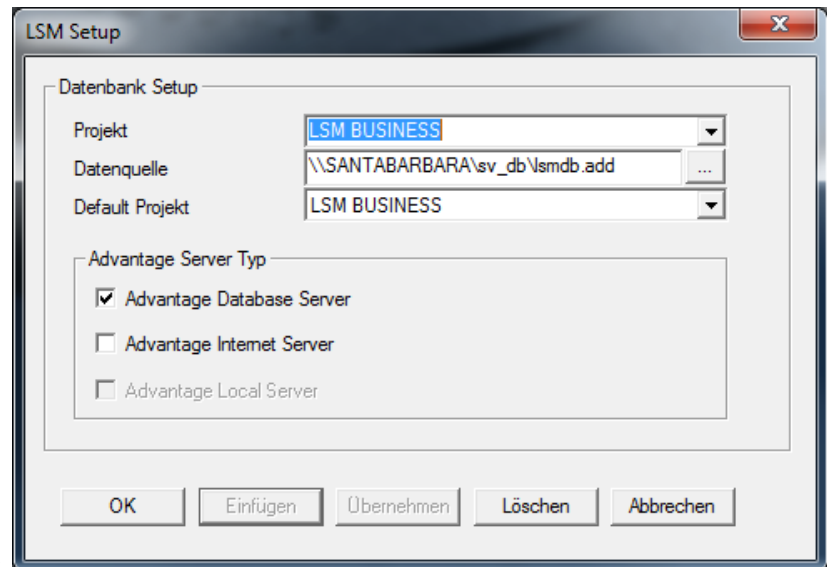 LSM Setup
Datenbank Setup
Projekt LSM BUSINESS
Datenquelle \\SANTABARBARA\sv_db\lsmdb.add ...
Default Projekt LSM BUSINESS
Advantage Server Typ
Advantage Database Server
Advantage Internet Server
Advantage Local Server
OK Einfügen Übernehmen Löschen Abbrechen